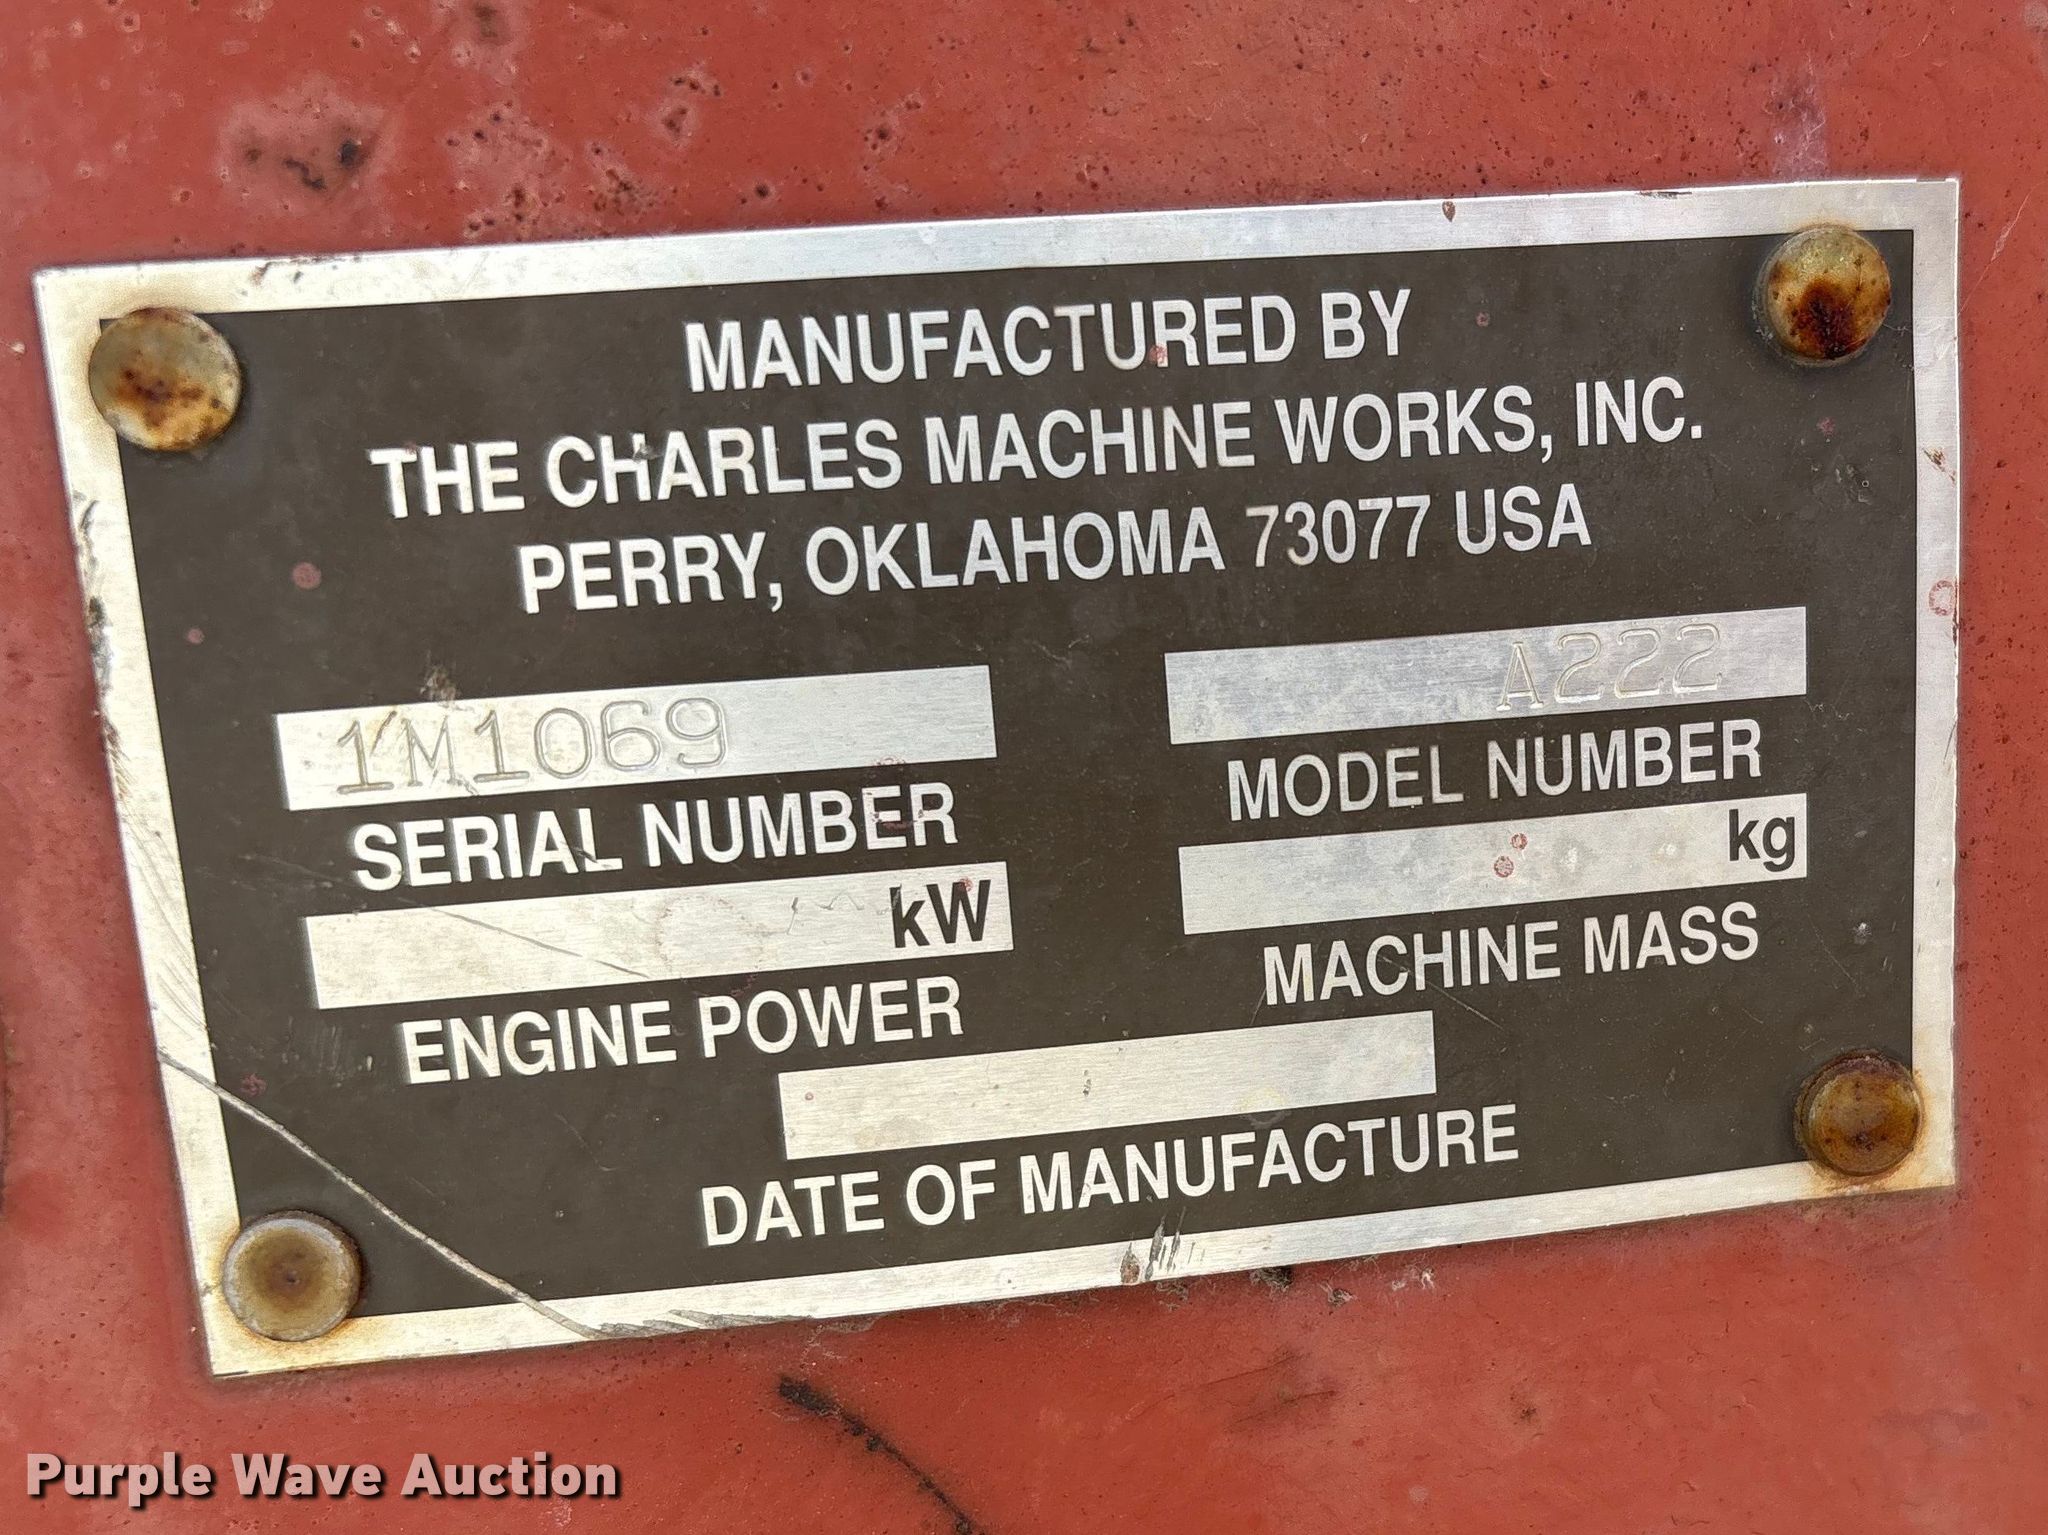 MANUFACTURED BY
THE CHARLES MACHINE WORKS, INC.
PERRY, OKLAHOMA 73077 USA
1M1069
SERIAL NUMBER
A222
MODEL NUMBER
kW
ENGINE POWER
kg
MACHINE MASS
DATE OF MANUFACTURE
Purple Wave Auction